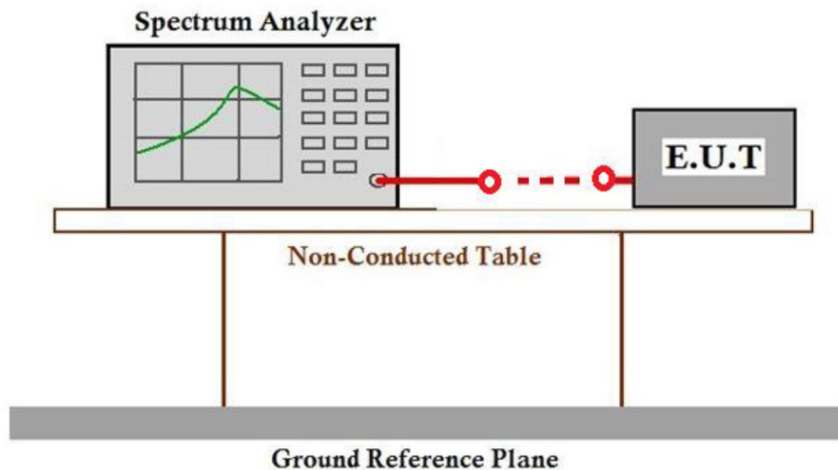 Spectrum Analyzer
E.U.T
Non-Conducted Table
Ground Reference Plane